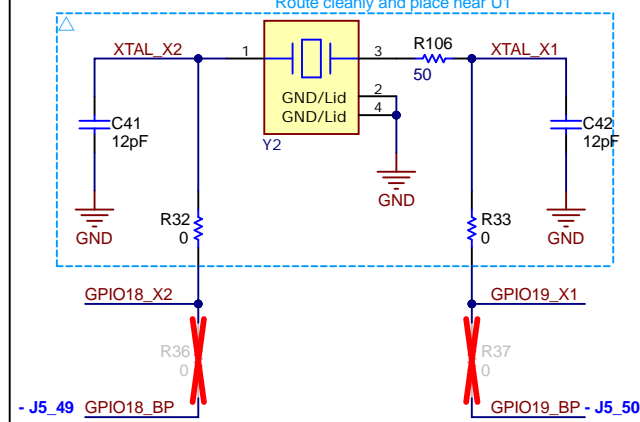 Route cleanly and place near U1
XTAL_X2
1
3
R106
50
XTAL_X1
GND/Lid
2
GND/Lid
4
Y2
C41
12pF
C42
12pF
GND
GND
GND
R32
0
R33
0
GPIO18_X2
GPIO19_X1
R36
0
R37
0
- J5_49
GPIO18_BP
GPIO19_BP
- J5_50